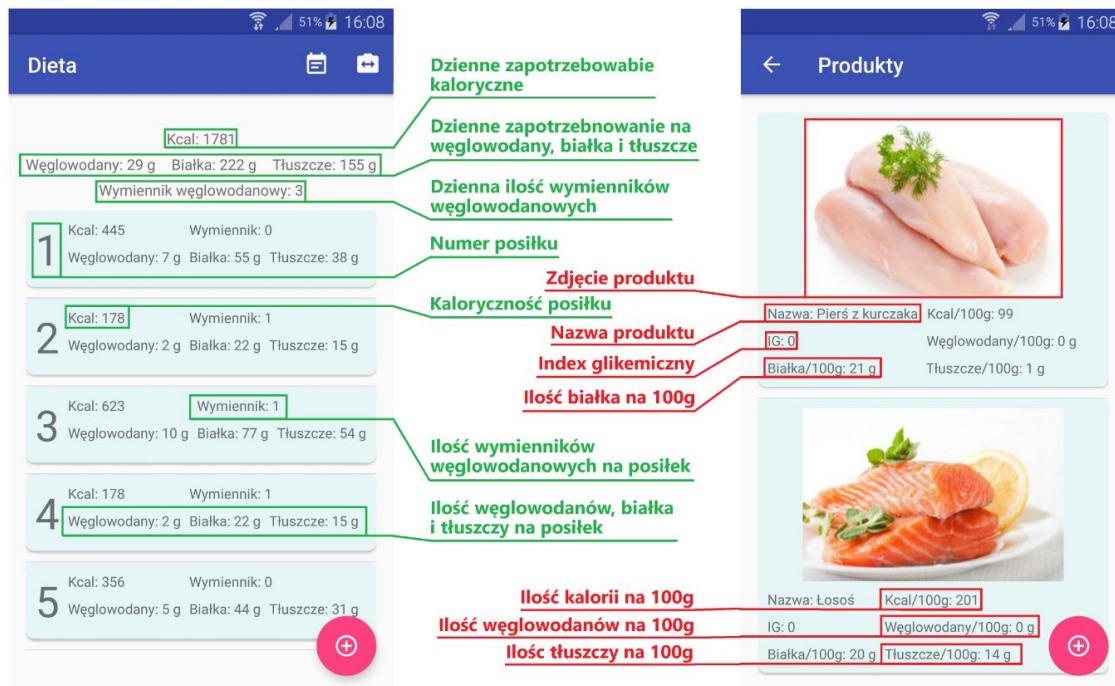 51% 16:08
Dieta
Kcal: 1781
Węglowodany: 29 g Białka: 222 g Tłuszcze: 155 g
Wymiennik węglowodanowy: 3
1
Kcal: 445 Wymiennik: 0
Węglowodany: 7 g Białka: 55 g Tłuszcze: 38 g
2
Kcal: 178 Wymiennik: 1
Węglowodany: 2 g Białka: 22 g Tłuszcze: 15 g
3
Kcal: 623 Wymiennik: 1
Węglowodany: 10 g Białka: 77 g Tłuszcze: 54 g
4
Kcal: 178 Wymiennik: 1
Węglowodany: 2 g Białka: 22 g Tłuszcze: 15 g
5
Kcal: 356 Wymiennik: 0
Węglowodany: 5 g Białka: 44 g Tłuszcze: 31 g
Dzienne zapotrzebowabie
kaloryczne
Dzienne zapotrzebnowanie na
węglowodany, białka i tłuszcze
Dzienna ilość wymienników
węglowodanowych
Numer posiłku
Zdjęcie produktu
Kaloryczność posiłku
Nazwa produktu
Index glikemiczny
Ilość białka na 100g
Ilość wymienników
węglowodanowych na posiłek
Ilość węglowodanów, białka
i tłuszczy na posiłek
Ilość kalorii na 100g
Ilość węglowodanów na 100g
Ilośc tłuszczy na 100g
51% 16:08
Produkty
Nazwa: Pierś z kurczaka Kcal/100g: 99
IG: 0 Węglowodany/100g: 0 g
Białka/100g: 21 g Tłuszcze/100g: 1 g
Nazwa: Łosoś Kcal/100g: 201
IG: 0 Węglowodany/100g: 0 g
Białka/100g: 20 g Tłuszcze/100g: 14 g